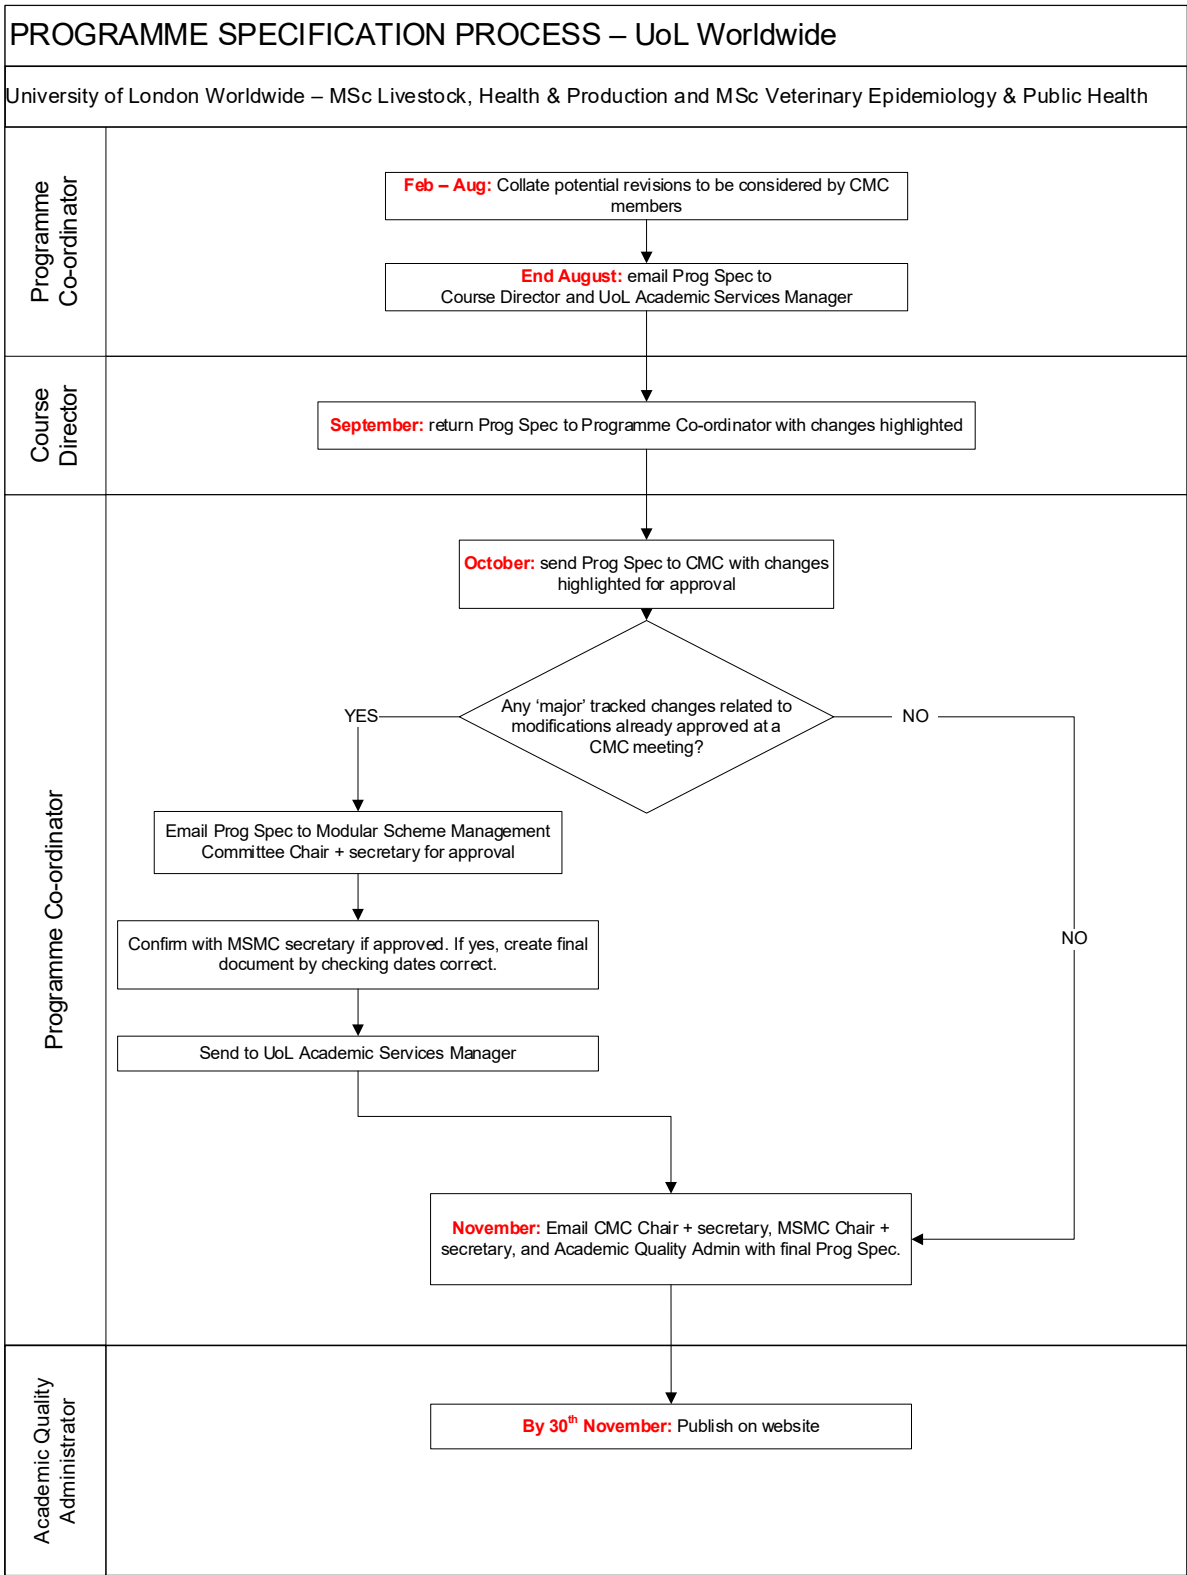 PROGRAMME SPECIFICATION PROCESS – UoL Worldwide
University of London Worldwide – MSc Livestock, Health & Production and MSc Veterinary Epidemiology & Public Health
Programme
Co-ordinator
Feb – Aug: Collate potential revisions to be considered by CMC
members
End August: email Prog Spec to
Course Director and UoL Academic Services Manager
Course
Director
September: return Prog Spec to Programme Co-ordinator with changes highlighted
Programme Co-ordinator
October: send Prog Spec to CMC with changes
highlighted for approval
Any ‘major’ tracked changes related to
modifications already approved at a
CMC meeting?
YES
NO
Email Prog Spec to Modular Scheme Management
Committee Chair + secretary for approval
Confirm with MSMC secretary if approved. If yes, create final
document by checking dates correct.
NO
Send to UoL Academic Services Manager
November: Email CMC Chair + secretary, MSMC Chair +
secretary, and Academic Quality Admin with final Prog Spec.
Academic Quality
Administrator
By 30th November: Publish on website